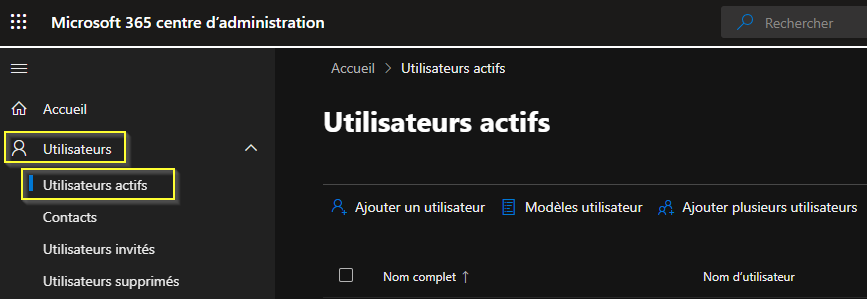 Microsoft 365 centre d'administration
Rechercher
Accueil > Utilisateurs actifs
Accueil
Utilisateurs
Utilisateurs actifs
Contacts
Utilisateurs invités
Utilisateurs supprimés
Utilisateurs actifs
Ajouter un utilisateur
Modèles utilisateur
Ajouter plusieurs utilisateurs
Nom complet ↑
Nom d'utilisateur